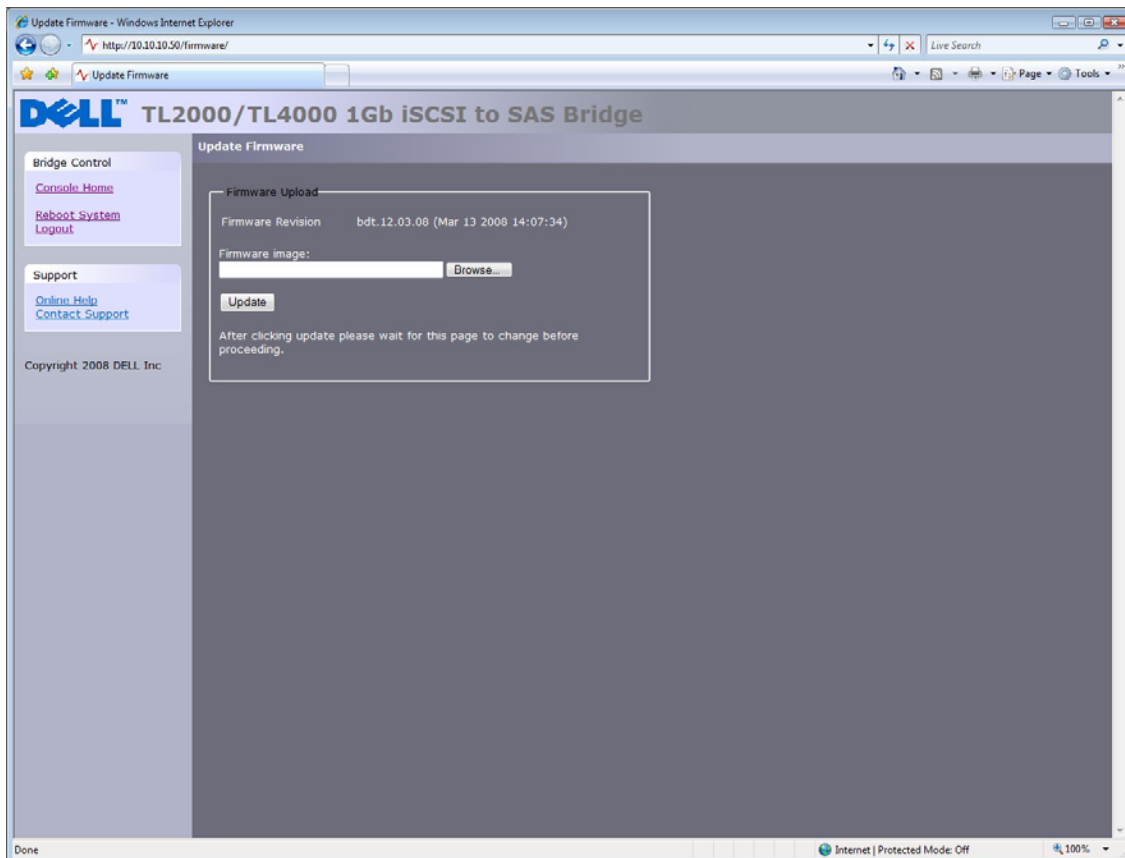 Update Firmware - Windows Internet Explorer
http://10.10.10.50/firmware/
Live Search
Update Firmware
Page
Tools
DELL™ TL2000/TL4000 1Gb iSCSI to SAS Bridge
Update Firmware
Bridge Control
Console Home
Reboot System
Logout
Support
Online Help
Contact Support
Copyright 2008 DELL Inc
Firmware Upload
Firmware Revision bdt.12.03.08 (Mar 13 2008 14:07:34)
Firmware image:
Browse...
Update
After clicking update please wait for this page to change before
proceeding.
Done
Internet | Protected Mode: Off
100%